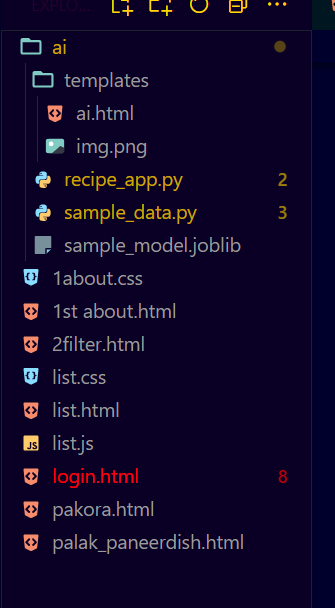 EXPLO...
ai
templates
ai.html
img.png
recipe_app.py 2
sample_data.py 3
sample_model.joblib
1about.css
1st about.html
2filter.html
list.css
list.html
JS list.js
login.html 8
pakora.html
palak_paneerdish.html